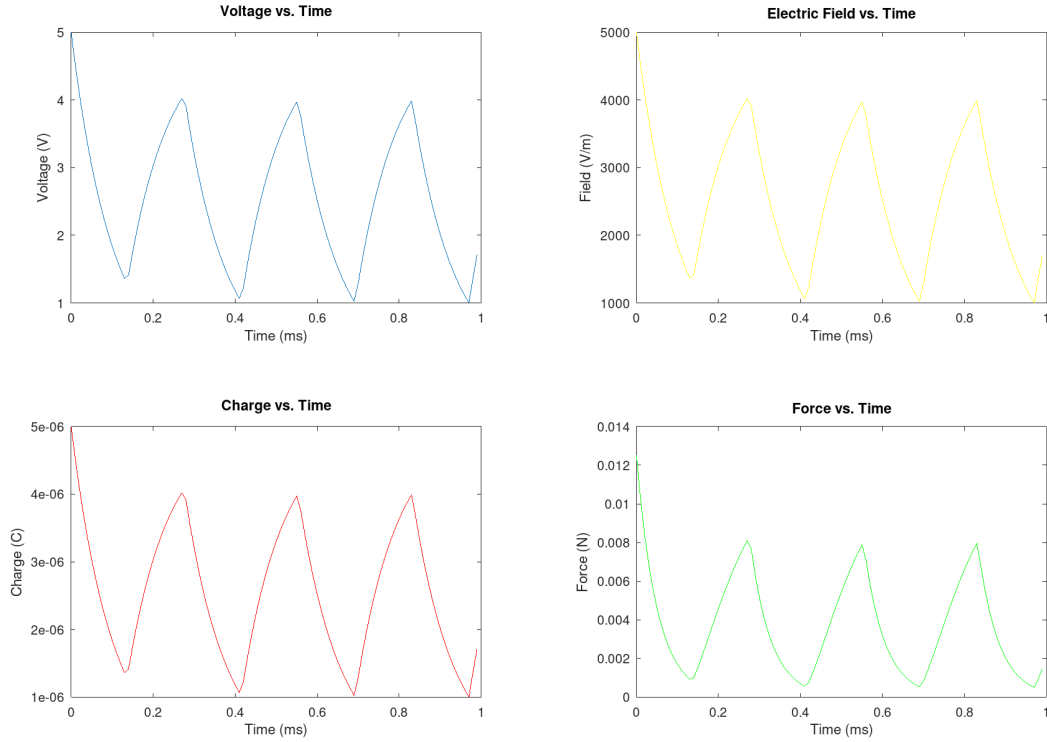 Voltage vs. Time
5
4
3
2
1
Voltage (V)
0
0.2
0.4
0.6
0.8
1
Time (ms)
Electric Field vs. Time
5000
4000
3000
2000
1000
Field (V/m)
0
0.2
0.4
0.6
0.8
1
Time (ms)
Charge vs. Time
5e-06
4e-06
3e-06
2e-06
1e-06
Charge (C)
0
0.2
0.4
0.6
0.8
1
Time (ms)
Force vs. Time
0.014
0.012
0.01
0.008
0.006
0.004
0.002
0
Force (N)
0
0.2
0.4
0.6
0.8
1
Time (ms)